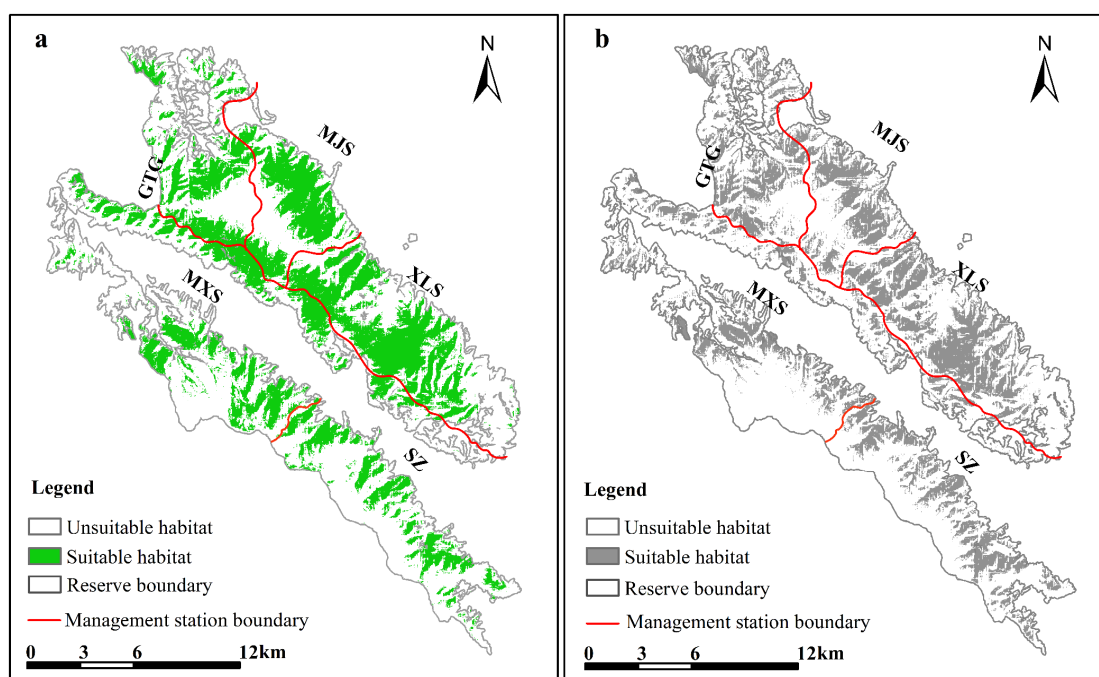 a
N
MJS
GTG
XLS
MXS
SZ
Legend
Unsuitable habitat
Suitable habitat
Reserve boundary
Management station boundary
0 3 6 12km
b
N
MJS
GTG
XLS
MXS
SZ
Legend
Unsuitable habitat
Suitable habitat
Reserve boundary
Management station boundary
0 3 6 12km